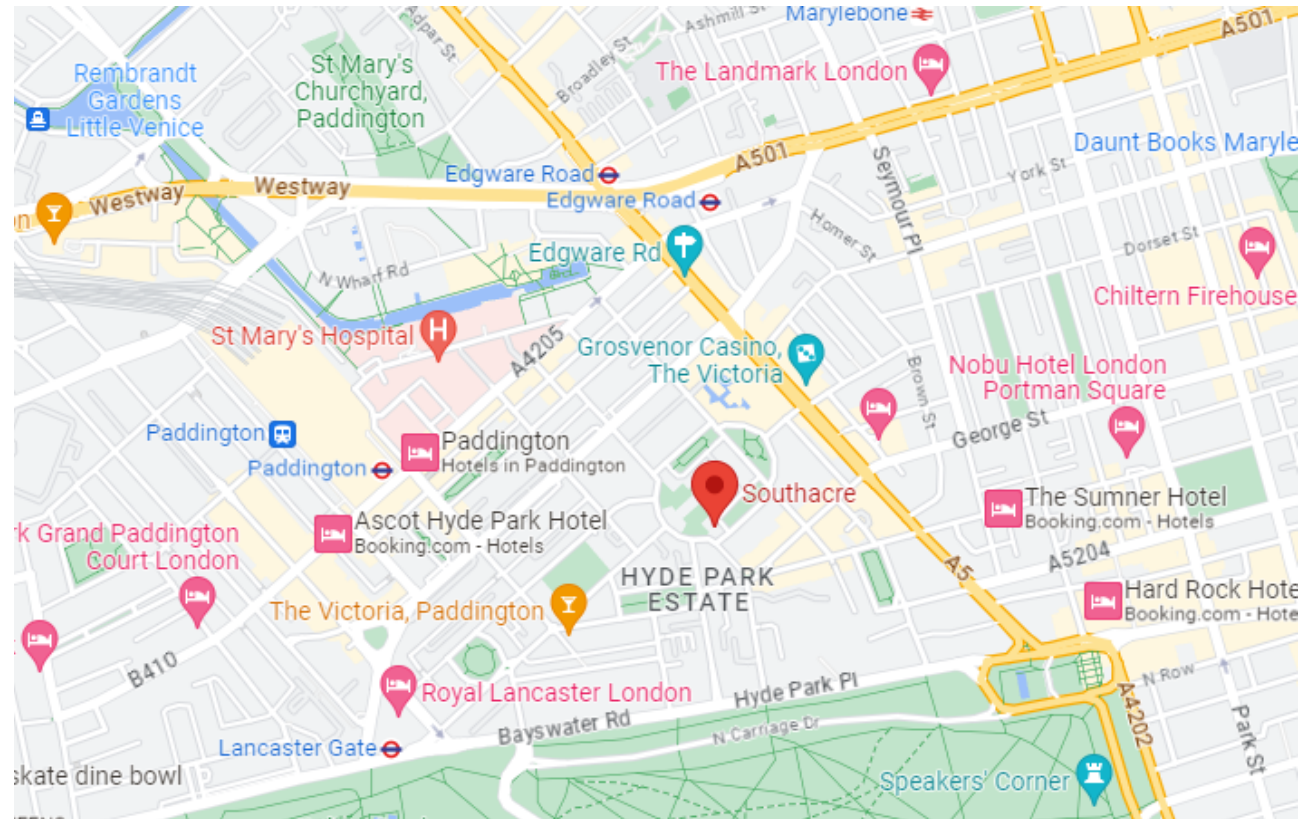 Marylebone
Adpar St
Ashmill St
A501
Broadley St
Rembrandt
Gardens
Little Venice
St Mary's
Churchyard,
Paddington
The Landmark London
Daunt Books Maryle
Edgware Road
A501
Seymour Pl
York St
Westway
Westway
Edgware Road
on
Homer St
Dorset St
Edgware Rd
N Wharf Rd
Chiltern Firehouse
St Mary's Hospital
A4205
Grosvenor Casino,
The Victoria
Brown St
Nobu Hotel London
Portman Square
George St
Paddington
Paddington
Hotels in Paddington
Paddington
Southacre
The Sumner Hotel
Booking.com - Hotels
Ascot Hyde Park Hotel
Booking.com - Hotels
rk Grand Paddington
Court London
A5204
A5
HYDE PARK
ESTATE
Hard Rock Hote
Booking.com - Hote
The Victoria, Paddington
B410
Royal Lancaster London
Hyde Park Pl
N Row
A4202
Bayswater Rd
N Carriage Dr
Park St
Lancaster Gate
skate dine bowl
Speakers' Corner